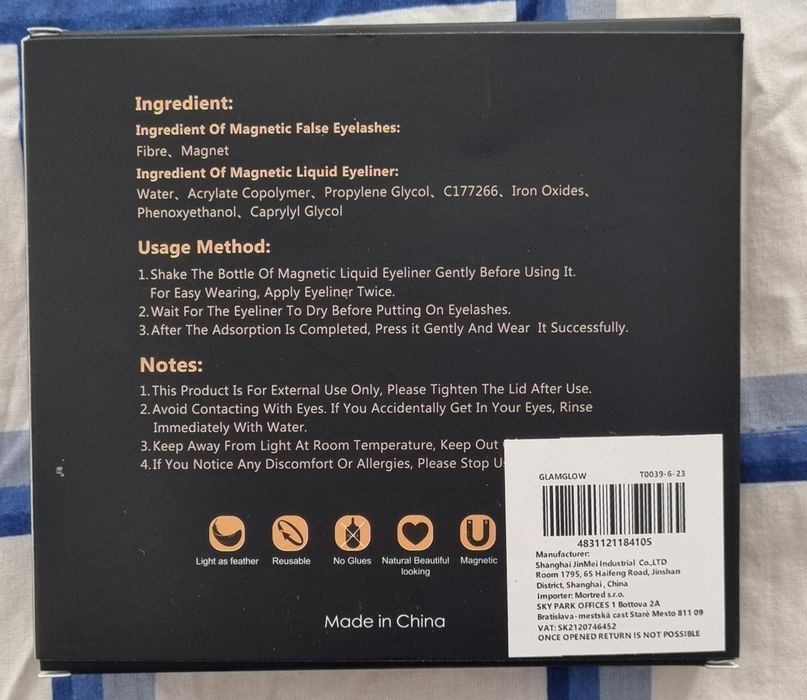 Ingredient:
Ingredient Of Magnetic False Eyelashes:
Fibre、Magnet
Ingredient Of Magnetic Liquid Eyeliner:
Water、Acrylate Copolymer、Propylene Glycol、C177266、Iron Oxides、
Phenoxyethanol、Caprylyl Glycol
Usage Method:
1.Shake The Bottle Of Magnetic Liquid Eyeliner Gently Before Using It.
For Easy Wearing, Apply Eyeliner Twice.
2.Wait For The Eyeliner To Dry Before Putting On Eyelashes.
3.After The Adsorption Is Completed, Press it Gently And Wear It Successfully.
Notes:
1.This Product Is For External Use Only, Please Tighten The Lid After Use.
2.Avoid Contacting With Eyes. If You Accidentally Get In Your Eyes, Rinse
Immediately With Water.
3.Keep Away From Light At Room Temperature, Keep Out
4.If You Notice Any Discomfort Or Allergies, Please Stop
Light as feather
Reusable
No Glues
Natural Beautiful
looking
Magnetic
Made in China
GLAMGLOW T0039-6-23
4831121184105
Manufacturer:
Shanghai JinMei Industrial Co.,LTD
Room 1795, 65 Haifeng Road, Jinshan
District, Shanghai, China
Importer: Mortred s.r.o.
SKY PARK OFFICES 1 Bottova 2A
Bratislava-mestská cast Staré Mesto 811 09
VAT: SK2120746452
ONCE OPENED RETURN IS NOT POSSIBLE